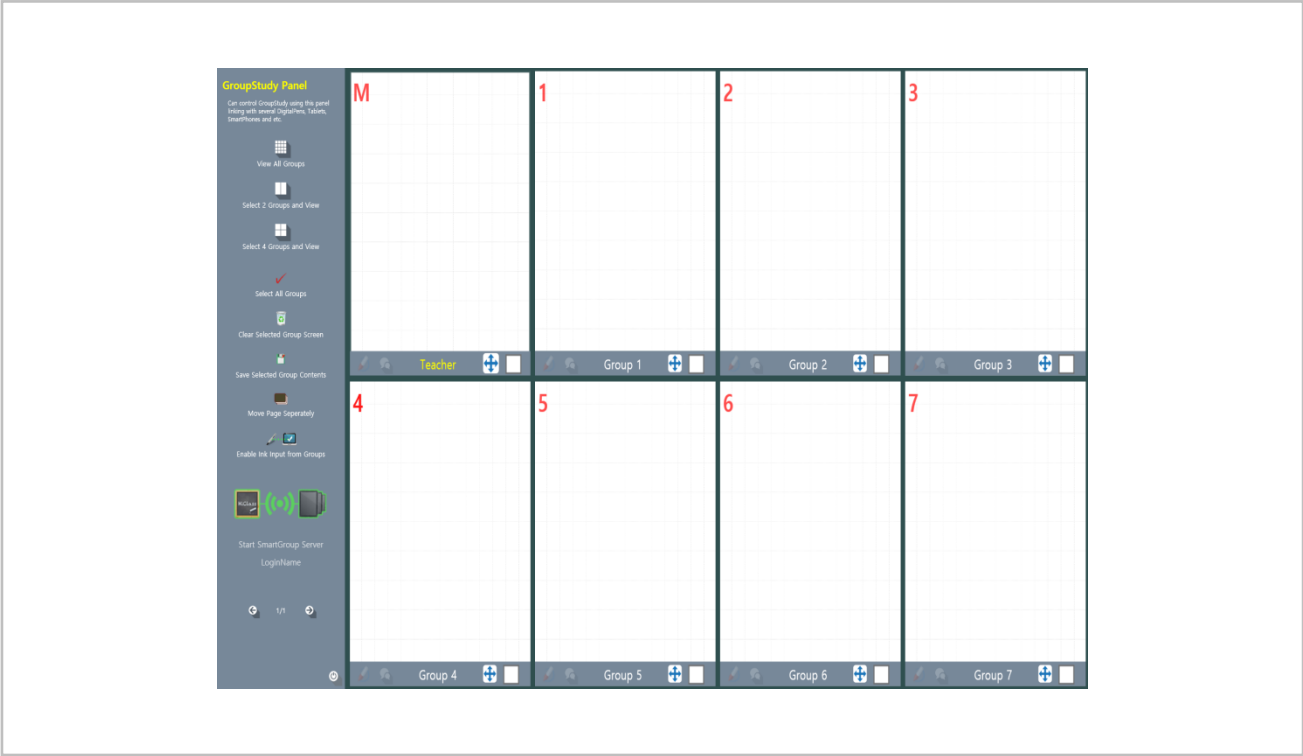 GroupStudy Panel
Can control GroupStudy using this panel
linking with several DigitalPens, Tablets,
SmartPhones and etc.
View All Groups
Select 2 Groups and View
Select 4 Groups and View
Select All Groups
Clear Selected Group Screen
Save Selected Group Contents
Move Page Seperately
Enable Ink Input from Groups
Start SmartGroup Server
LoginName
1/1
M
1
2
3
Teacher
Group 1
Group 2
Group 3
4
5
6
7
Group 4
Group 5
Group 6
Group 7